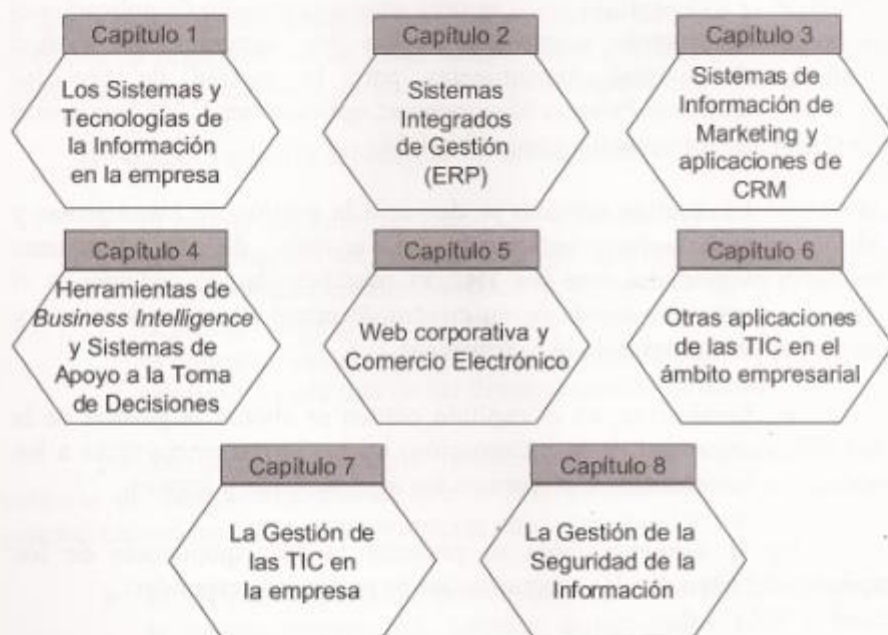 Capítulo 1
Los Sistemas y
Tecnologías de
la Información
en la empresa
Capítulo 2
Sistemas
Integrados
de Gestión
(ERP)
Capítulo 3
Sistemas de
Información de
Marketing y
aplicaciones de
CRM
Capítulo 4
Herramientas de
Business Intelligence
y Sistemas de
Apoyo a la Toma
de Decisiones
Capítulo 5
Web corporativa y
Comercio Electrónico
Capítulo 6
Otras aplicaciones
de las TIC en el
ámbito empresarial
Capítulo 7
La Gestión de
las TIC en
la empresa
Capítulo 8
La Gestión de la
Seguridad de la
Información